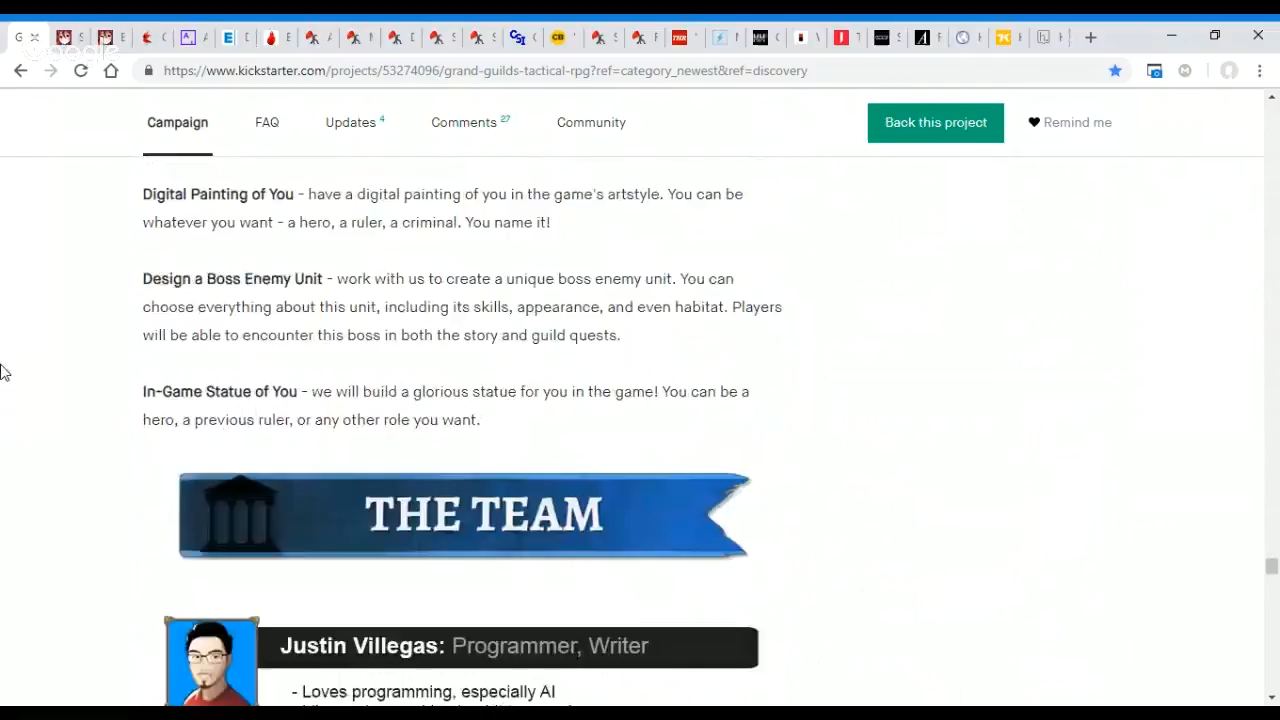 https://www.kickstarter.com/projects/53274096/grand-guilds-tactical-rpg?ref=category_newest&ref=discovery
Campaign FAQ Updates 4 Comments 27 Community Back this project Remind me
Digital Painting of You - have a digital painting of you in the game's artstyle. You can be
whatever you want - a hero, a ruler, a criminal. You name it!
Design a Boss Enemy Unit - work with us to create a unique boss enemy unit. You can
choose everything about this unit, including its skills, appearance, and even habitat. Players
will be able to encounter this boss in both the story and guild quests.
In-Game Statue of You - we will build a glorious statue for you in the game! You can be a
hero, a previous ruler, or any other role you want.
THE TEAM
Justin Villegas: Programmer, Writer
- Loves programming, especially AI